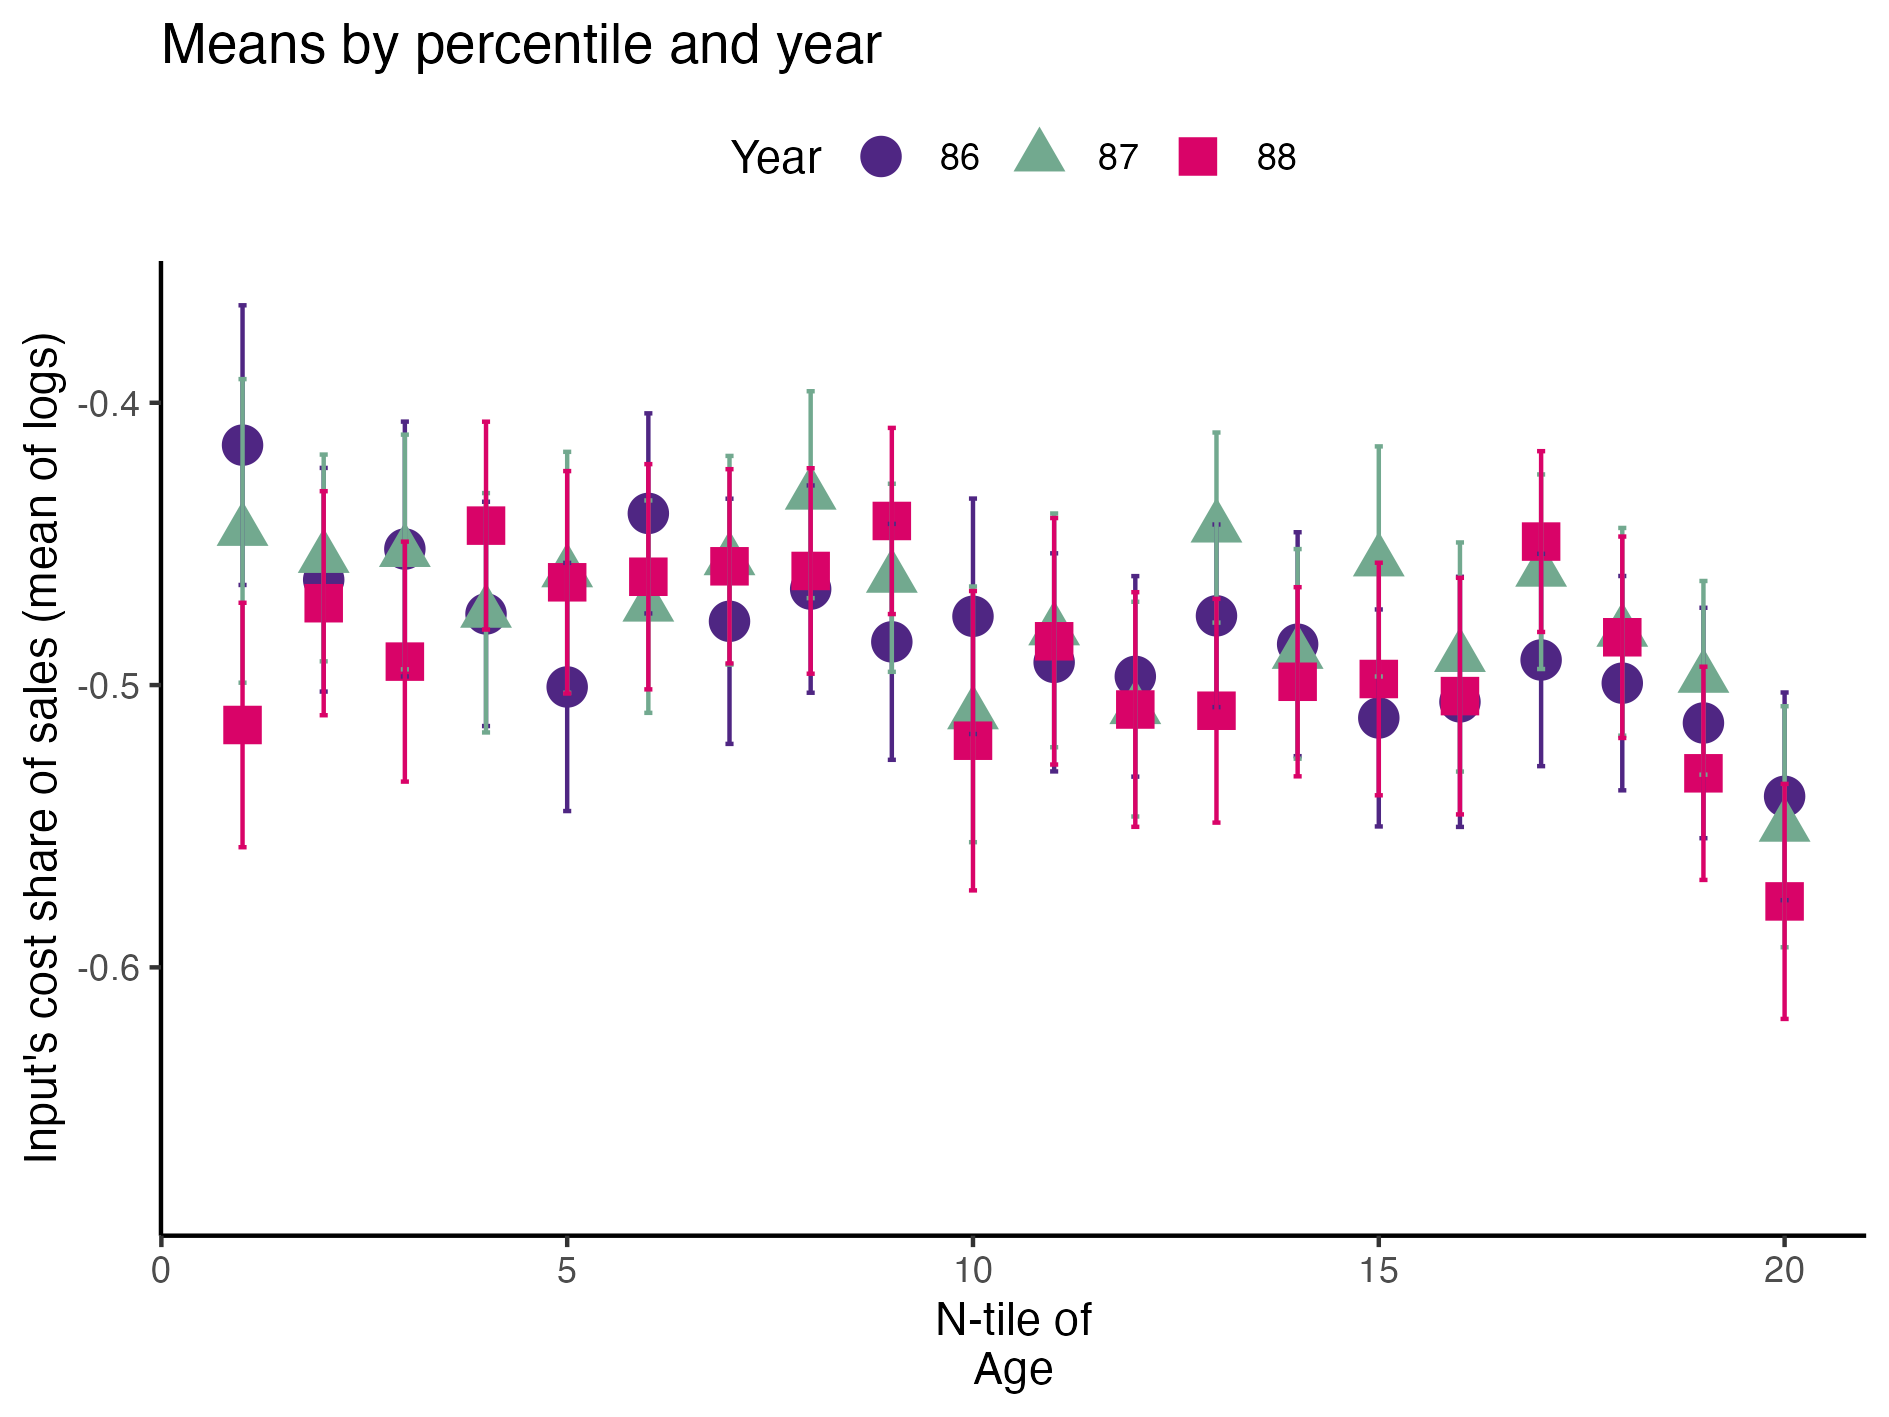 Means by percentile and year
Year 86 87 88
Input's cost share of sales (mean of logs)
-0.4
-0.5
-0.6
0 5 10 15 20
N-tile of
Age